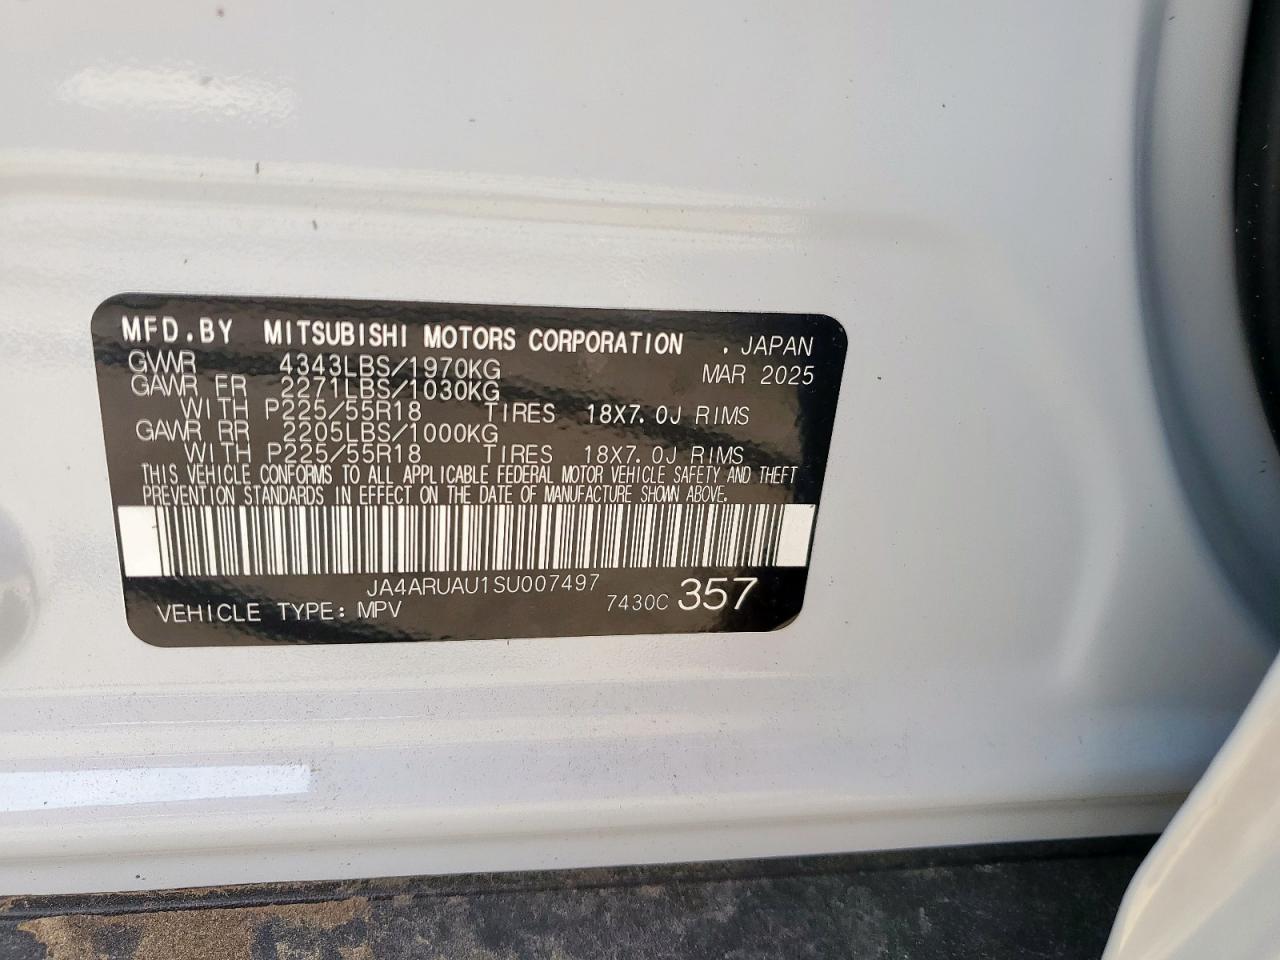 MFD.BY MITSUBISHI MOTORS CORPORATION . JAPAN
GVWR 4343LBS/1970KG MAR 2025
GAWR FR 2271LBS/1030KG
WITH P225/55R18 TIRES 18X7.0J RIMS
GAWR RR 2205LBS/1000KG
WITH P225/55R18 TIRES 18X7.0J RIMS
THIS VEHICLE CONFORMS TO ALL APPLICABLE FEDERAL MOTOR VEHICLE SAFETY AND THEFT
PREVENTION STANDARDS IN EFFECT ON THE DATE OF MANUFACTURE SHOWN ABOVE.
JA4ARUAU1SU007497
VEHICLE TYPE: MPV 7430C 357